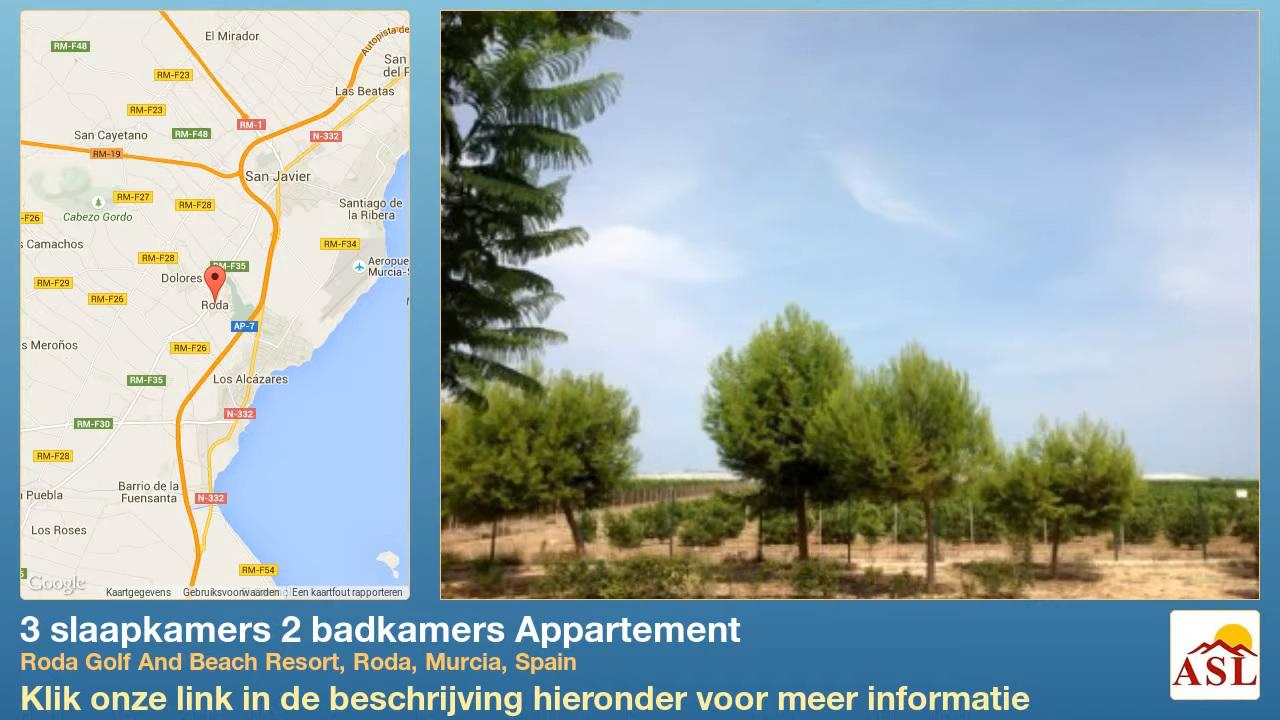 El Mirador
RM-F48
Autopista de
San
del P
RM-F23
Las Beatas
RM-F23
RM-1
San Cayetano
RM-F48
N-332
RM-19
San Javier
RM-F27
RM-F28
Santiago de
la Ribera
Cabezo Gordo
-F26
s Camachos
RM-F34
RM-F28
RM-F35
Aeropue
Murcia-S
Dolores
RM-F29
RM-F26
Roda
AP-7
s Meroños
RM-F26
RM-F35
Los Alcázares
N-332
RM-F30
RM-F28
Barrio de la
Fuensanta
a Puebla
N-332
Los Roses
RM-F54
Google
Kaartgegevens
Gebruiksvoorwaarden
Een kaartfout rapporteren
3 slaapkamers 2 badkamers Appartement
Roda Golf And Beach Resort, Roda, Murcia, Spain
Klik onze link in de beschrijving hieronder voor meer informatie
ASL